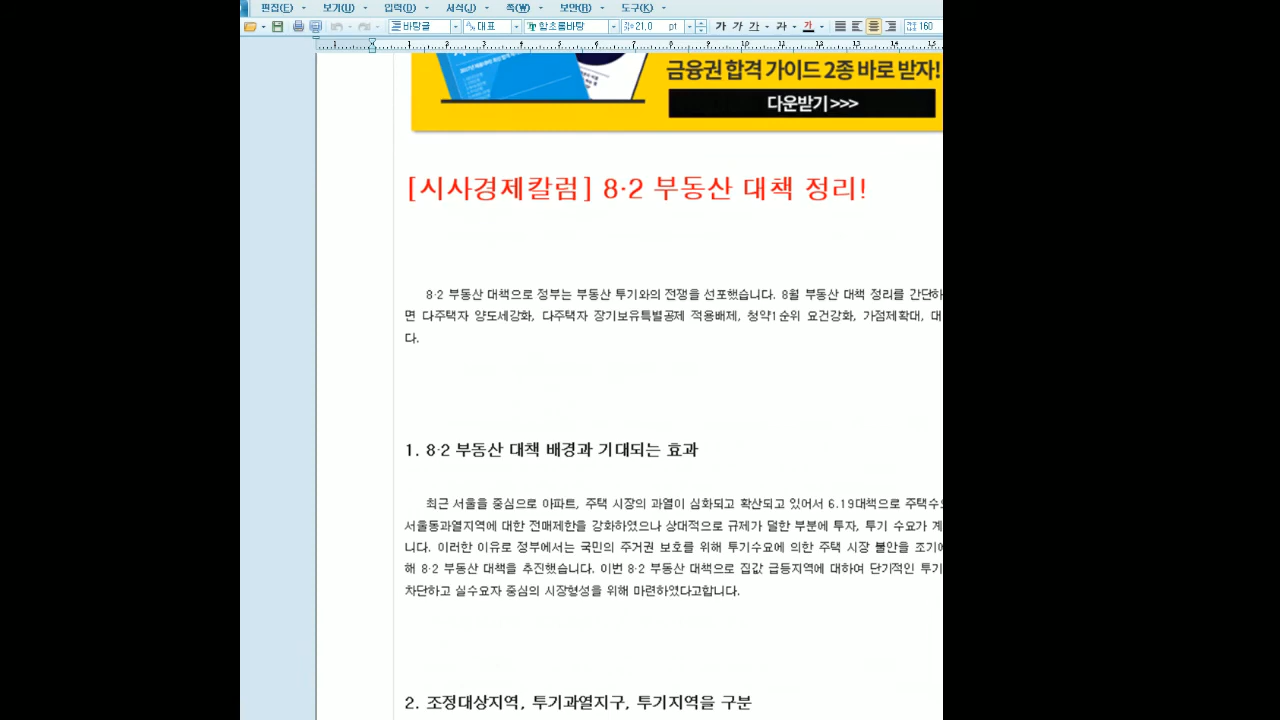 편집(E) 보기(U) 입력(D) 서식(J) 쪽(W) 보안(B) 도구(K)
바탕글 대표 함초롬바탕 21.0 pt 가 가 가 가 가 160
1 1 2 3 4 5 6 7 8 9 10 11 12 13 14 15
금융권 합격 가이드 2종 바로 받자!
다운받기 >>>
[시사경제칼럼] 8·2 부동산 대책 정리!
8·2 부동산 대책으로 정부는 부동산 투기와의 전쟁을 선포했습니다. 8월 부동산 대책 정리를 간단하
면 다주택자 양도세강화, 다주택자 장기보유특별공제 적용배제, 청약1순위 요건강화, 가점제확대, 대
다.
1. 8·2 부동산 대책 배경과 기대되는 효과
최근 서울을 중심으로 아파트, 주택 시장의 과열이 심화되고 확산되고 있어서 6.19대책으로 주택수요
서울동과열지역에 대한 전매제한을 강화하였으나 상대적으로 규제가 덜한 부분에 투자, 투기 수요가 계
니다. 이러한 이유로 정부에서는 국민의 주거권 보호를 위해 투기수요에 의한 주택 시장 불안을 조기에
해 8·2 부동산 대책을 추진했습니다. 이번 8·2 부동산 대책으로 집값 급등지역에 대하여 단기적인 투기
차단하고 실수요자 중심의 시장형성을 위해 마련하였다고합니다.
2. 조정대상지역, 투기과열지구, 투기지역을 구분